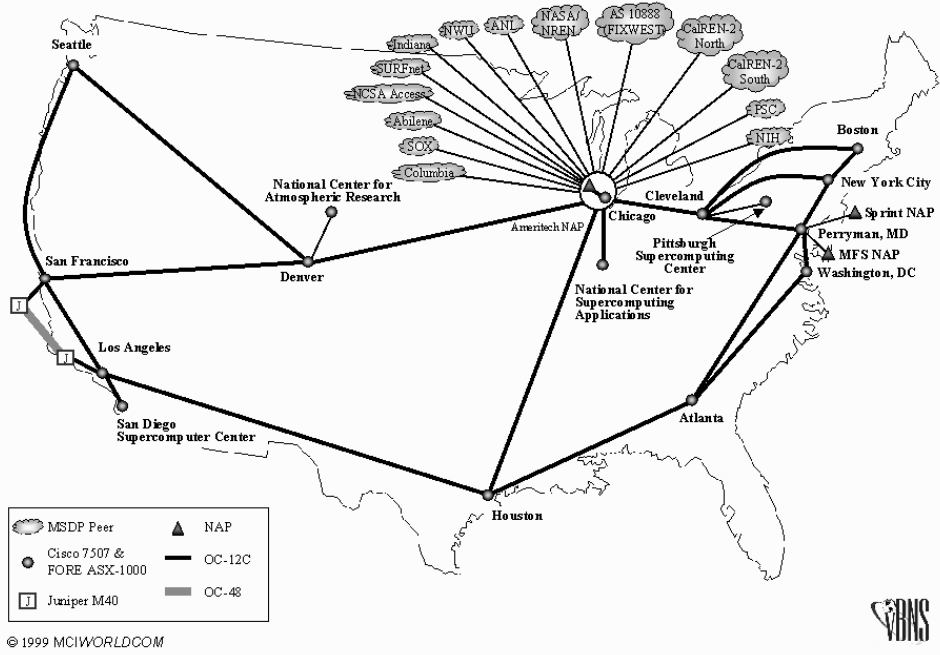 Seattle
Indiana
NWU
ANL
NASA/
NREN
AS 10888
(FIXWEST)
CalREN-2
North
CalREN-2
South
SURFnet
NCSA Access
Abilene
SOX
Columbia
PSC
NIH
Boston
National Center for
Atmospheric Research
Cleveland
New York City
Chicago
Ameritech NAP
Sprint NAP
Perryman, MD
Pittsburgh
Supercomputing
Center
MFS NAP
Washington, DC
San Francisco
Denver
National Center for
Supercomputing
Applications
J
J
Los Angeles
San Diego
Supercomputer Center
Atlanta
Houston
MSDP Peer
NAP
Cisco 7507 &
FORE ASX-1000
OC-12C
J
Juniper M40
OC-48
© 1999 MCIWORLDCOM
vBNS